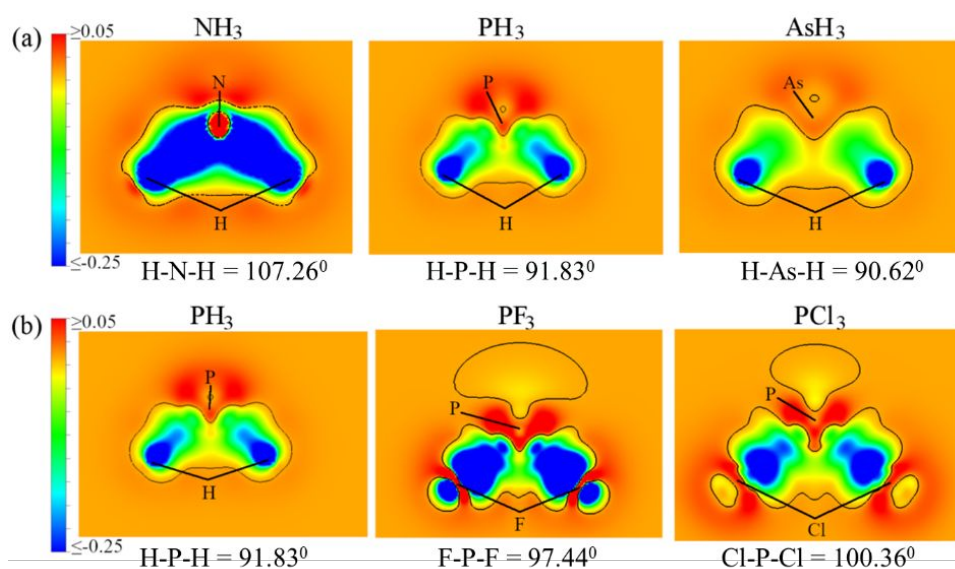 (a) ≥0.05 NH₃ PH₃ AsH₃
N P As
H H H
≤-0.25 H-N-H = 107.26⁰ H-P-H = 91.83⁰ H-As-H = 90.62⁰
(b) ≥0.05 PH₃ PF₃ PCl₃
P P P
H F Cl
≤-0.25 H-P-H = 91.83⁰ F-P-F = 97.44⁰ Cl-P-Cl = 100.36⁰